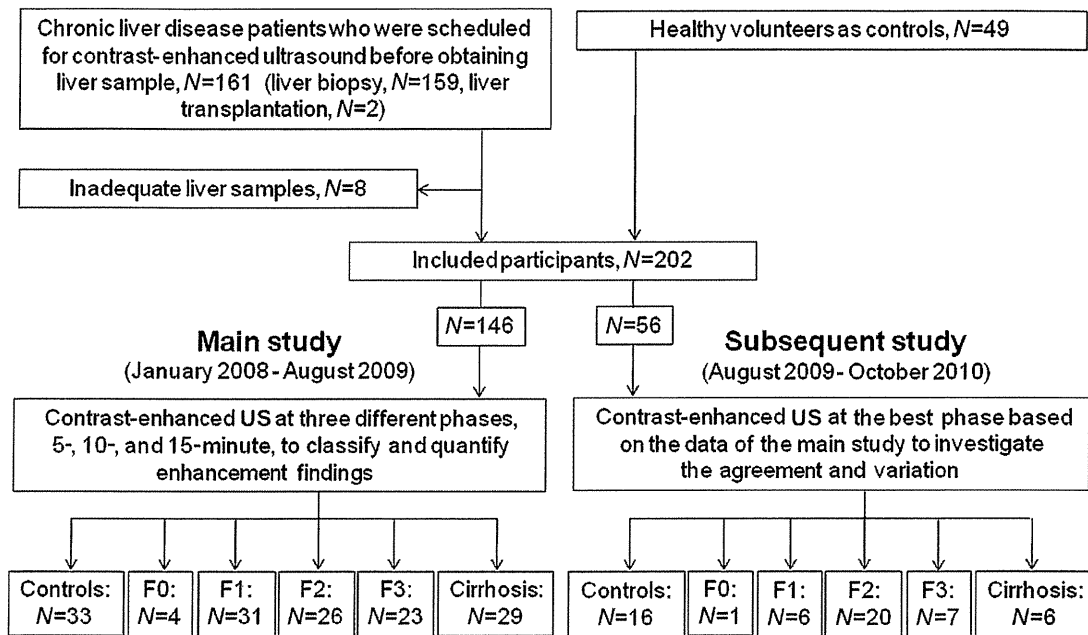 Chronic liver disease patients who were scheduled
for contrast-enhanced ultrasound before obtaining
liver sample, N=161 (liver biopsy, N=159, liver
transplantation, N=2)
Healthy volunteers as controls, N=49
Inadequate liver samples, N=8
Included participants, N=202
N=146
N=56
Main study
(January 2008 - August 2009)
Subsequent study
(August 2009- October 2010)
Contrast-enhanced US at three different phases,
5-, 10-, and 15-minute, to classify and quantify
enhancement findings
Contrast-enhanced US at the best phase based
on the data of the main study to investigate
the agreement and variation
Controls:
N=33
F0:
N=4
F1:
N=31
F2:
N=26
F3:
N=23
Cirrhosis:
N=29
Controls:
N=16
F0:
N=1
F1:
N=6
F2:
N=20
F3:
N=7
Cirrhosis:
N=6